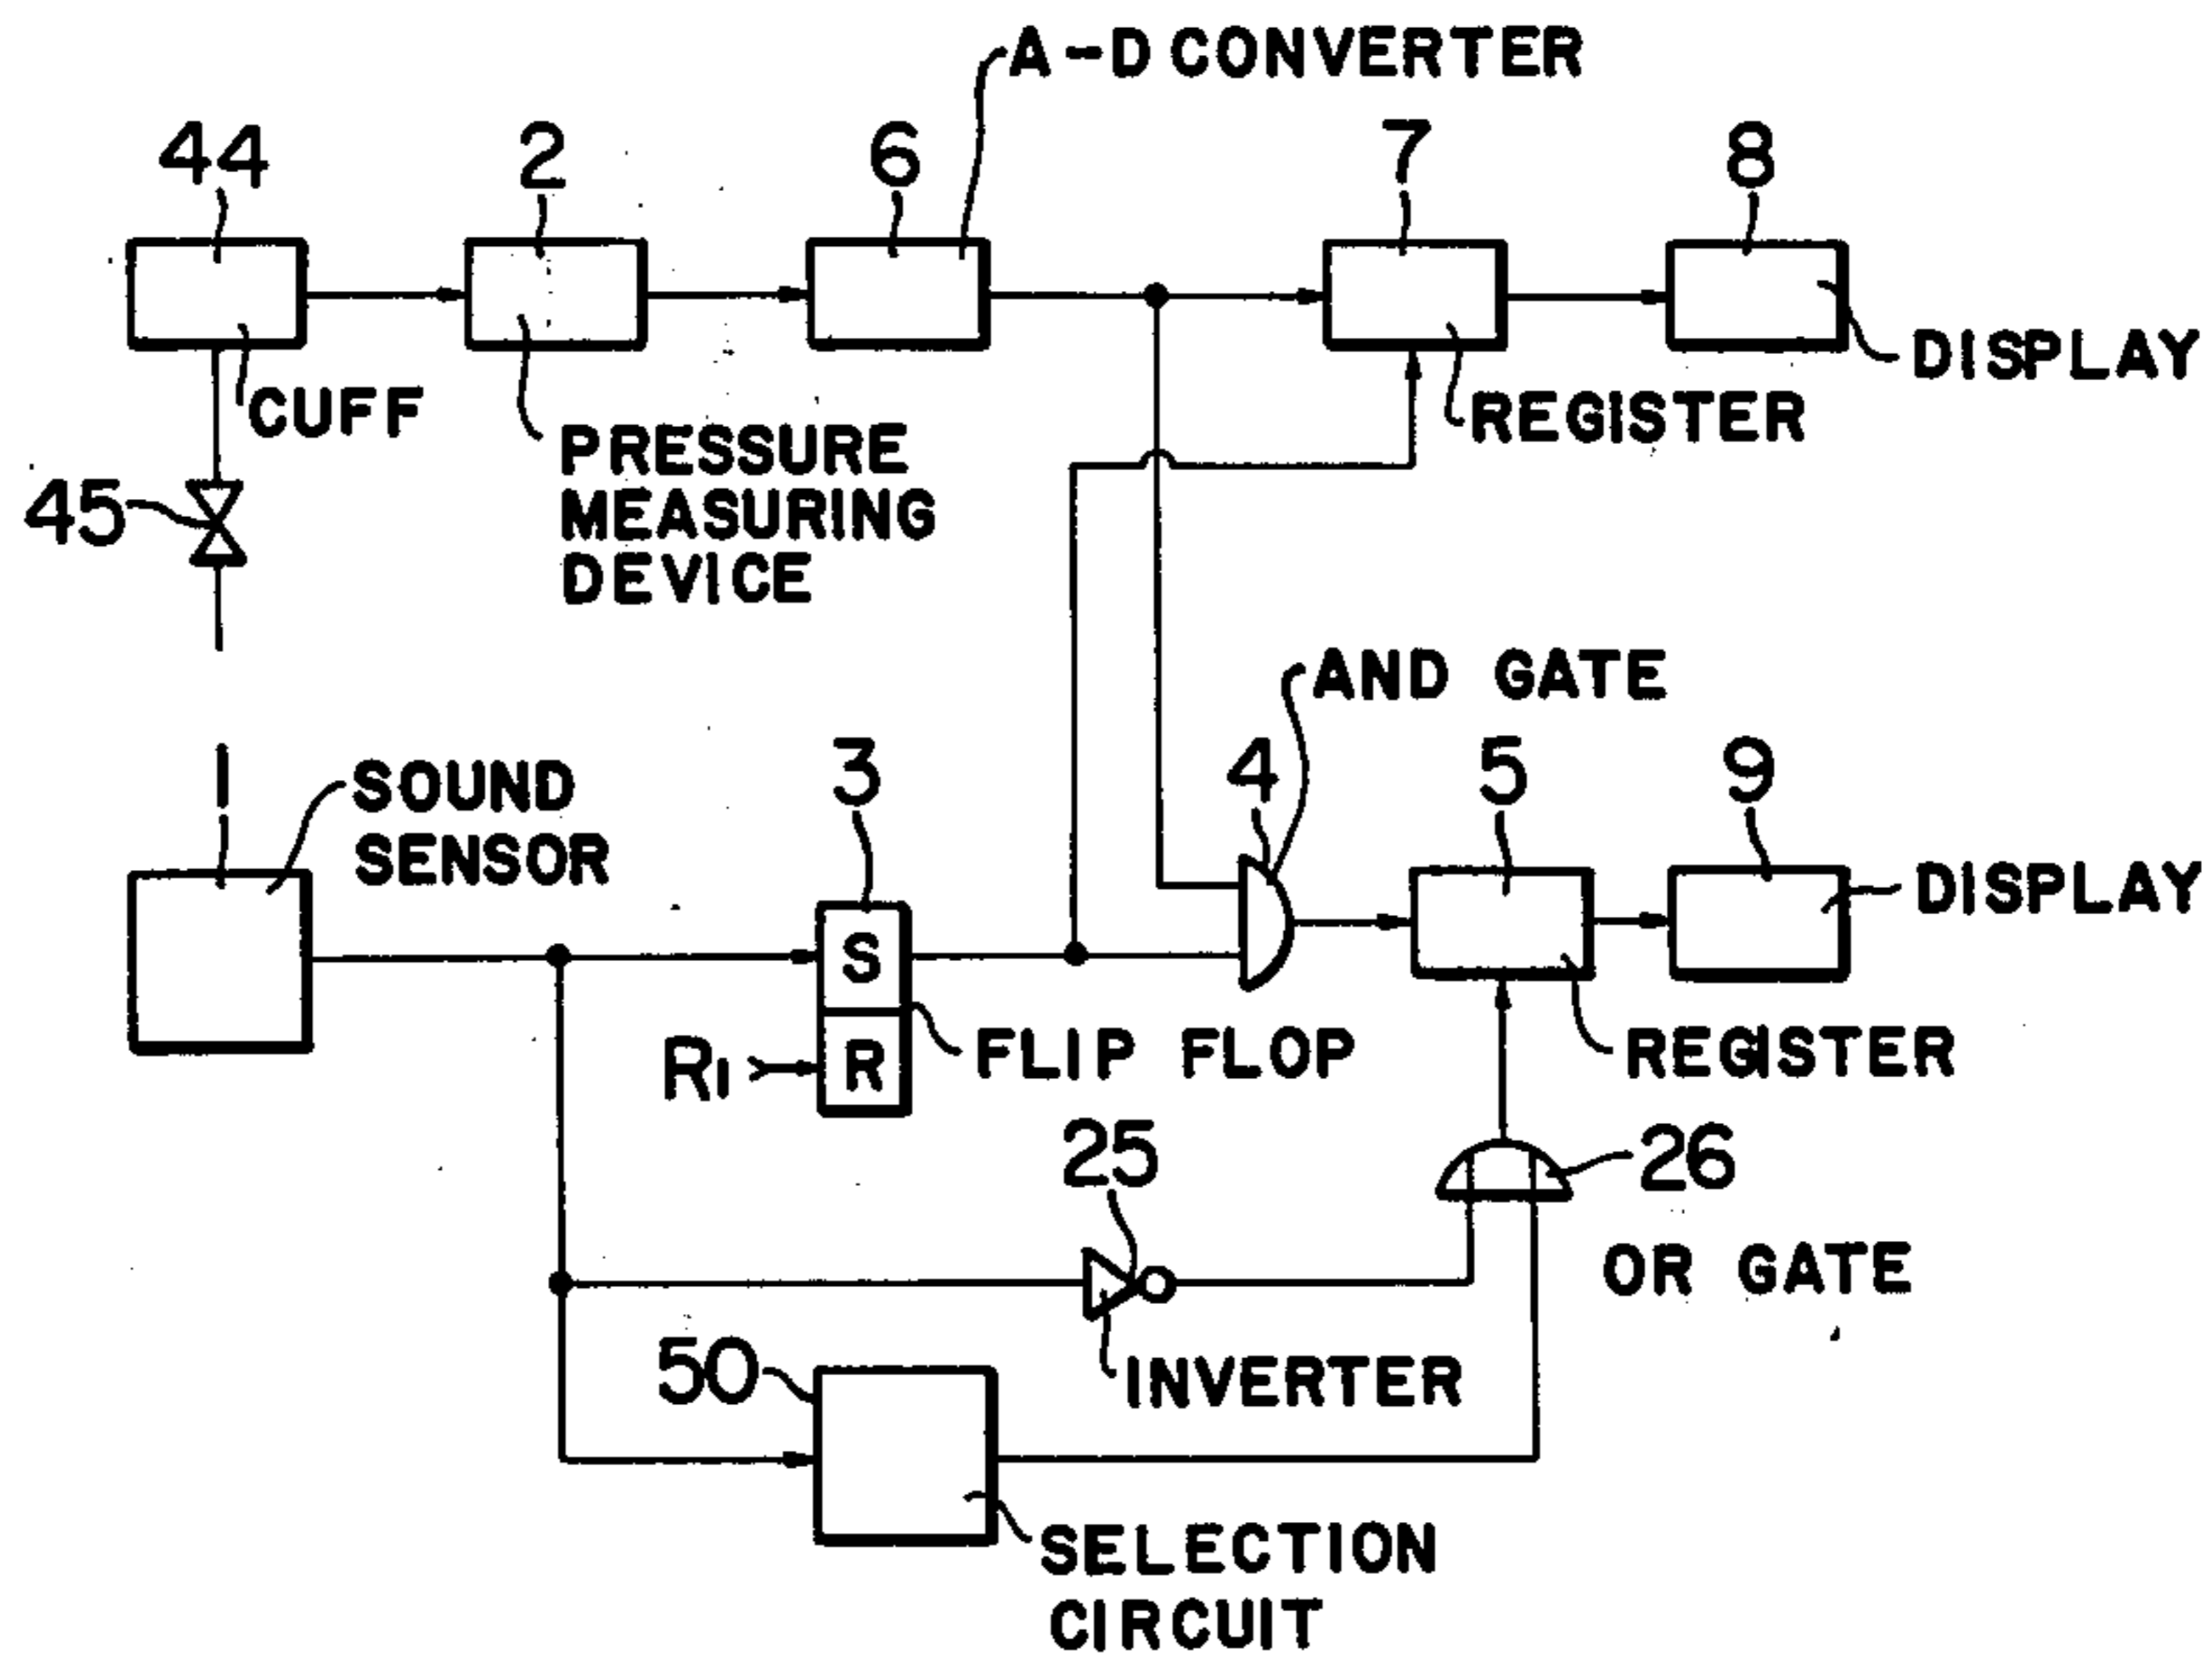 A-D CONVERTER
44
2
6
7
8
CUFF
PRESSURE
MEASURING
DEVICE
REGISTER
DISPLAY
45
AND GATE
1
SOUND
SENSOR
3
4
5
9
DISPLAY
S
R
R1
FLIP FLOP
REGISTER
25
26
OR GATE
INVERTER
50
SELECTION
CIRCUIT